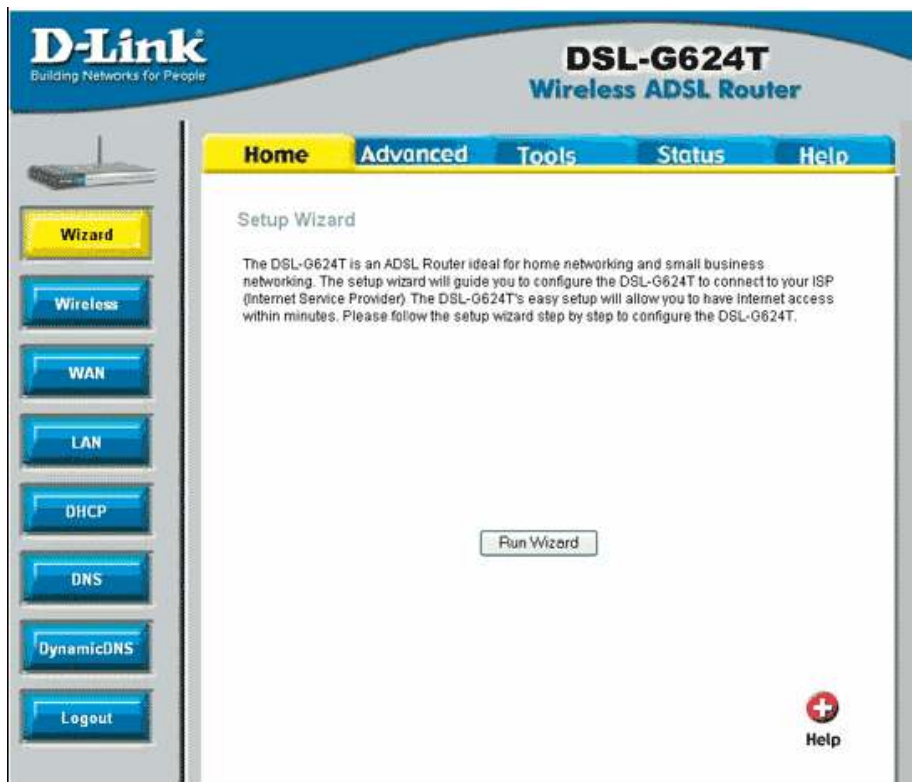 D-Link
Building Networks for People
DSL-G624T
Wireless ADSL Router
Home Advanced Tools Status Help
Wizard
Wireless
WAN
LAN
DHCP
DNS
DynamicDNS
Logout
Setup Wizard
The DSL-G624T is an ADSL Router ideal for home networking and small business
networking. The setup wizard will guide you to configure the DSL-G624T to connect to your ISP
(Internet Service Provider). The DSL-G624T's easy setup will allow you to have Internet access
within minutes. Please follow the setup wizard step by step to configure the DSL-G624T.
Run Wizard
Help